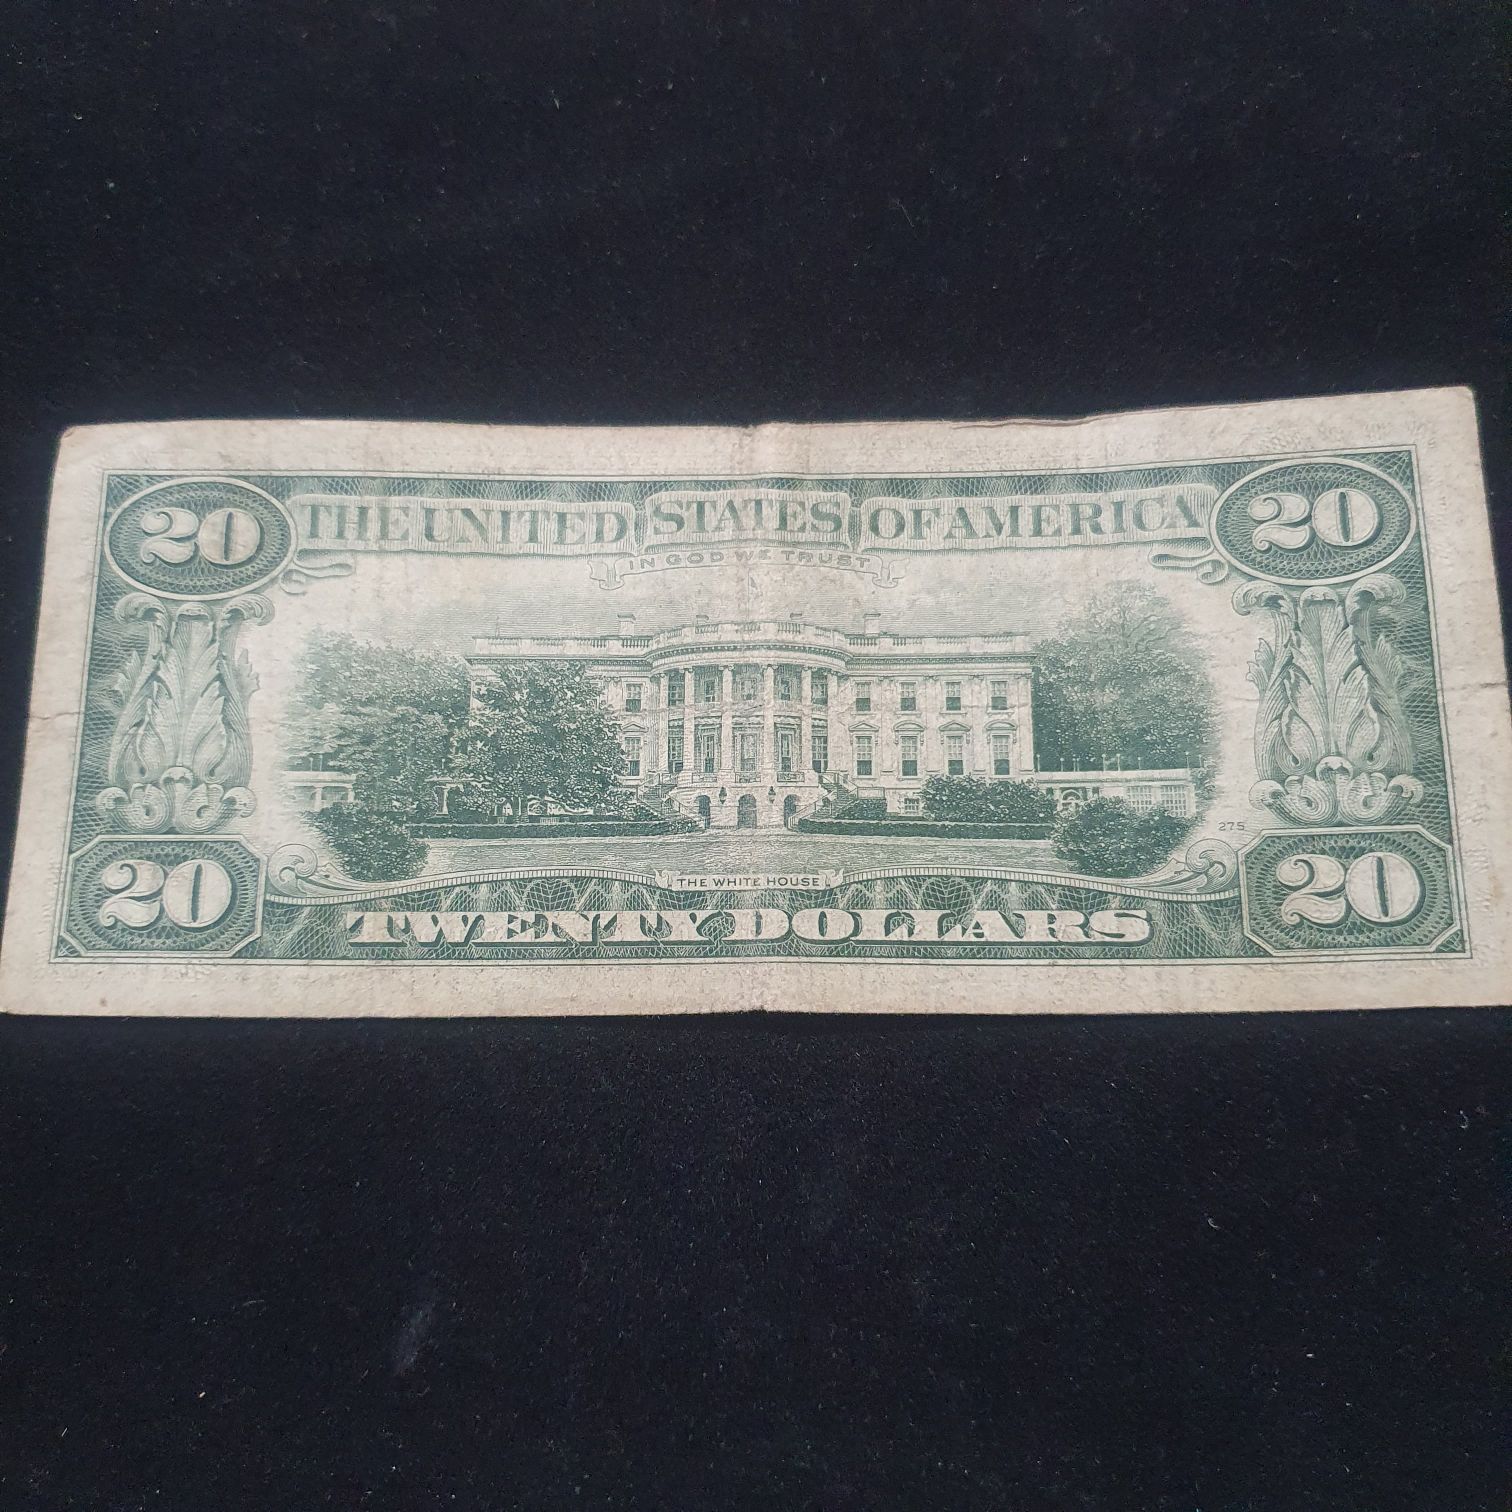 20 THE UNITED STATES OF AMERICA 20
IN GOD WE TRUST
275
THE WHITE HOUSE
20 TWENTY DOLLARS 20